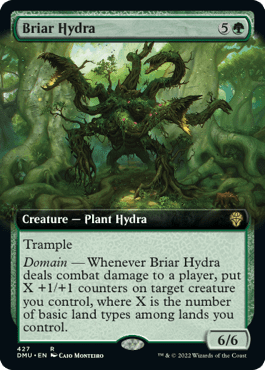 Briar Hydra 5
Creature — Plant Hydra
Trample
Domain — Whenever Briar Hydra
deals combat damage to a player, put
X +1/+1 counters on target creature
you control, where X is the number
of basic land types among lands you
control.
6/6
427 R
DMU • EN Caio Monteiro
™ & © 2022 Wizards of the Coast